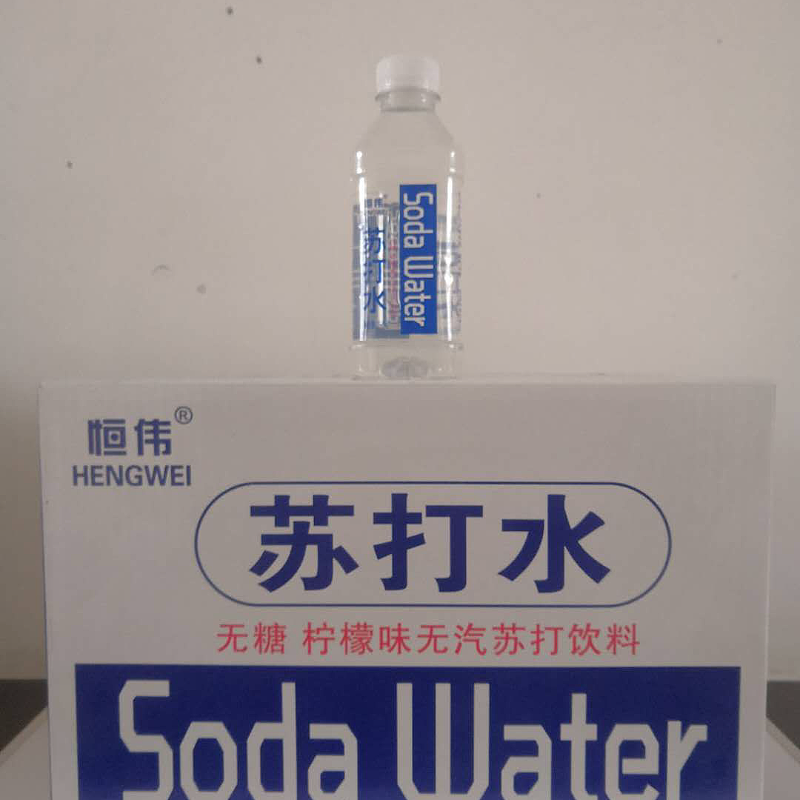 恒伟
苏打水
Soda Water
恒伟®
HENGWEI
苏打水
无糖 柠檬味无汽苏打饮料
Soda Water